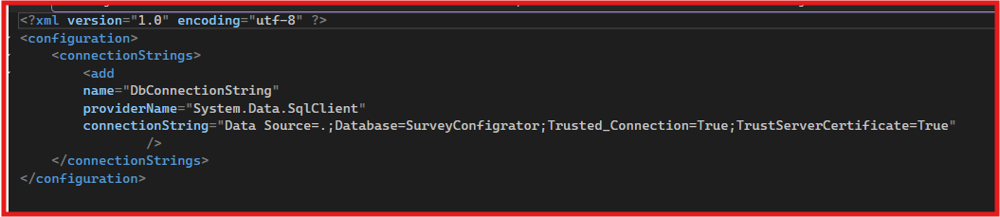 <?xml version="1.0" encoding="utf-8" ?>
<configuration>
<connectionStrings>
<add
name="DbConnectionString"
providerName="System.Data.SqlClient"
connectionString="Data Source=.;Database=SurveyConfigrator;Trusted_Connection=True;TrustServerCertificate=True"
/>
</connectionStrings>
</configuration>